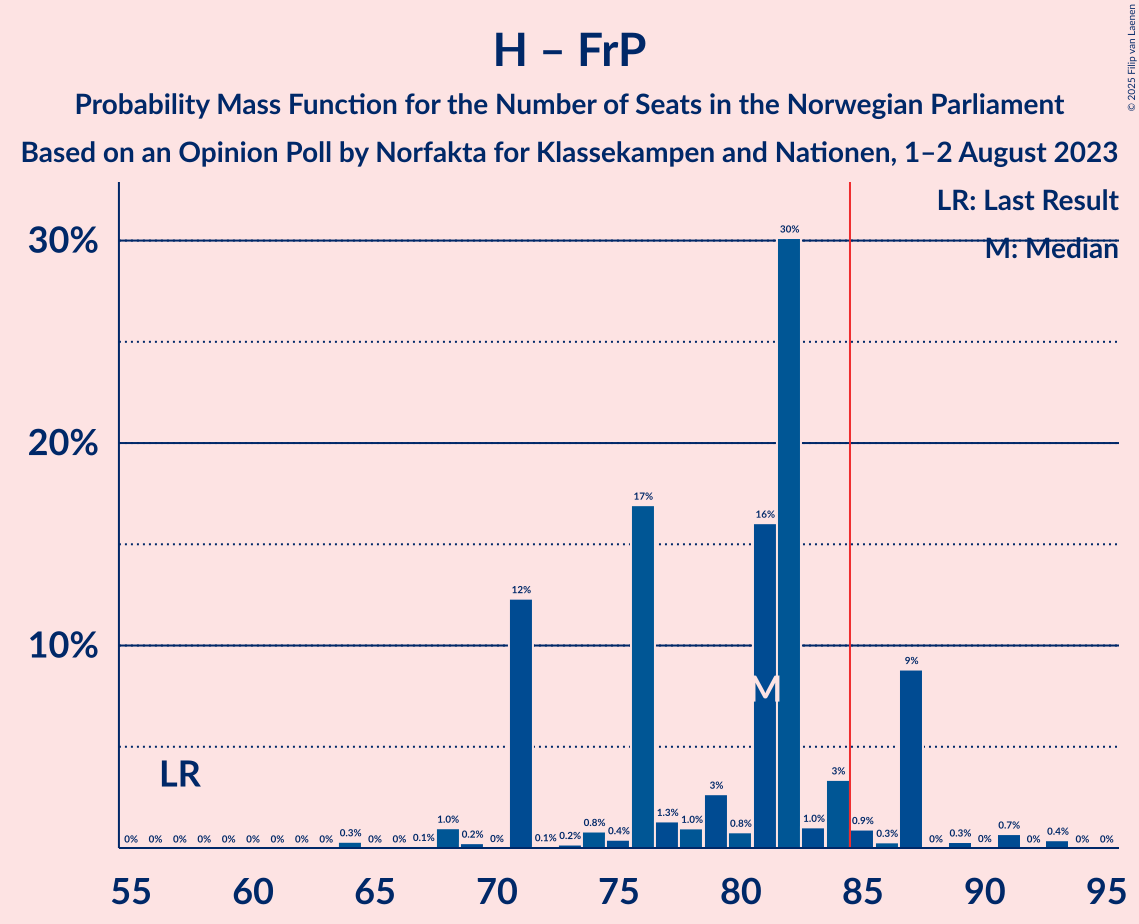 H – FrP
Probability Mass Function for the Number of Seats in the Norwegian Parliament
Based on an Opinion Poll by Norfakta for Klassekampen and Nationen, 1–2 August 2023
© 2025 Filip van Laenen
LR: Last Result
M: Median
30%
20%
10%
LR
M
0% 0% 0% 0% 0% 0% 0% 0% 0% 0.3% 0% 0% 0.1% 1.0% 0.2% 0% 12% 0.1% 0.2% 0.8% 0.4% 17% 1.3% 1.0% 3% 0.8% 16% 30% 1.0% 3% 0.9% 0.3% 9% 0% 0.3% 0% 0.7% 0% 0.4% 0% 0%
55 60 65 70 75 80 85 90 95